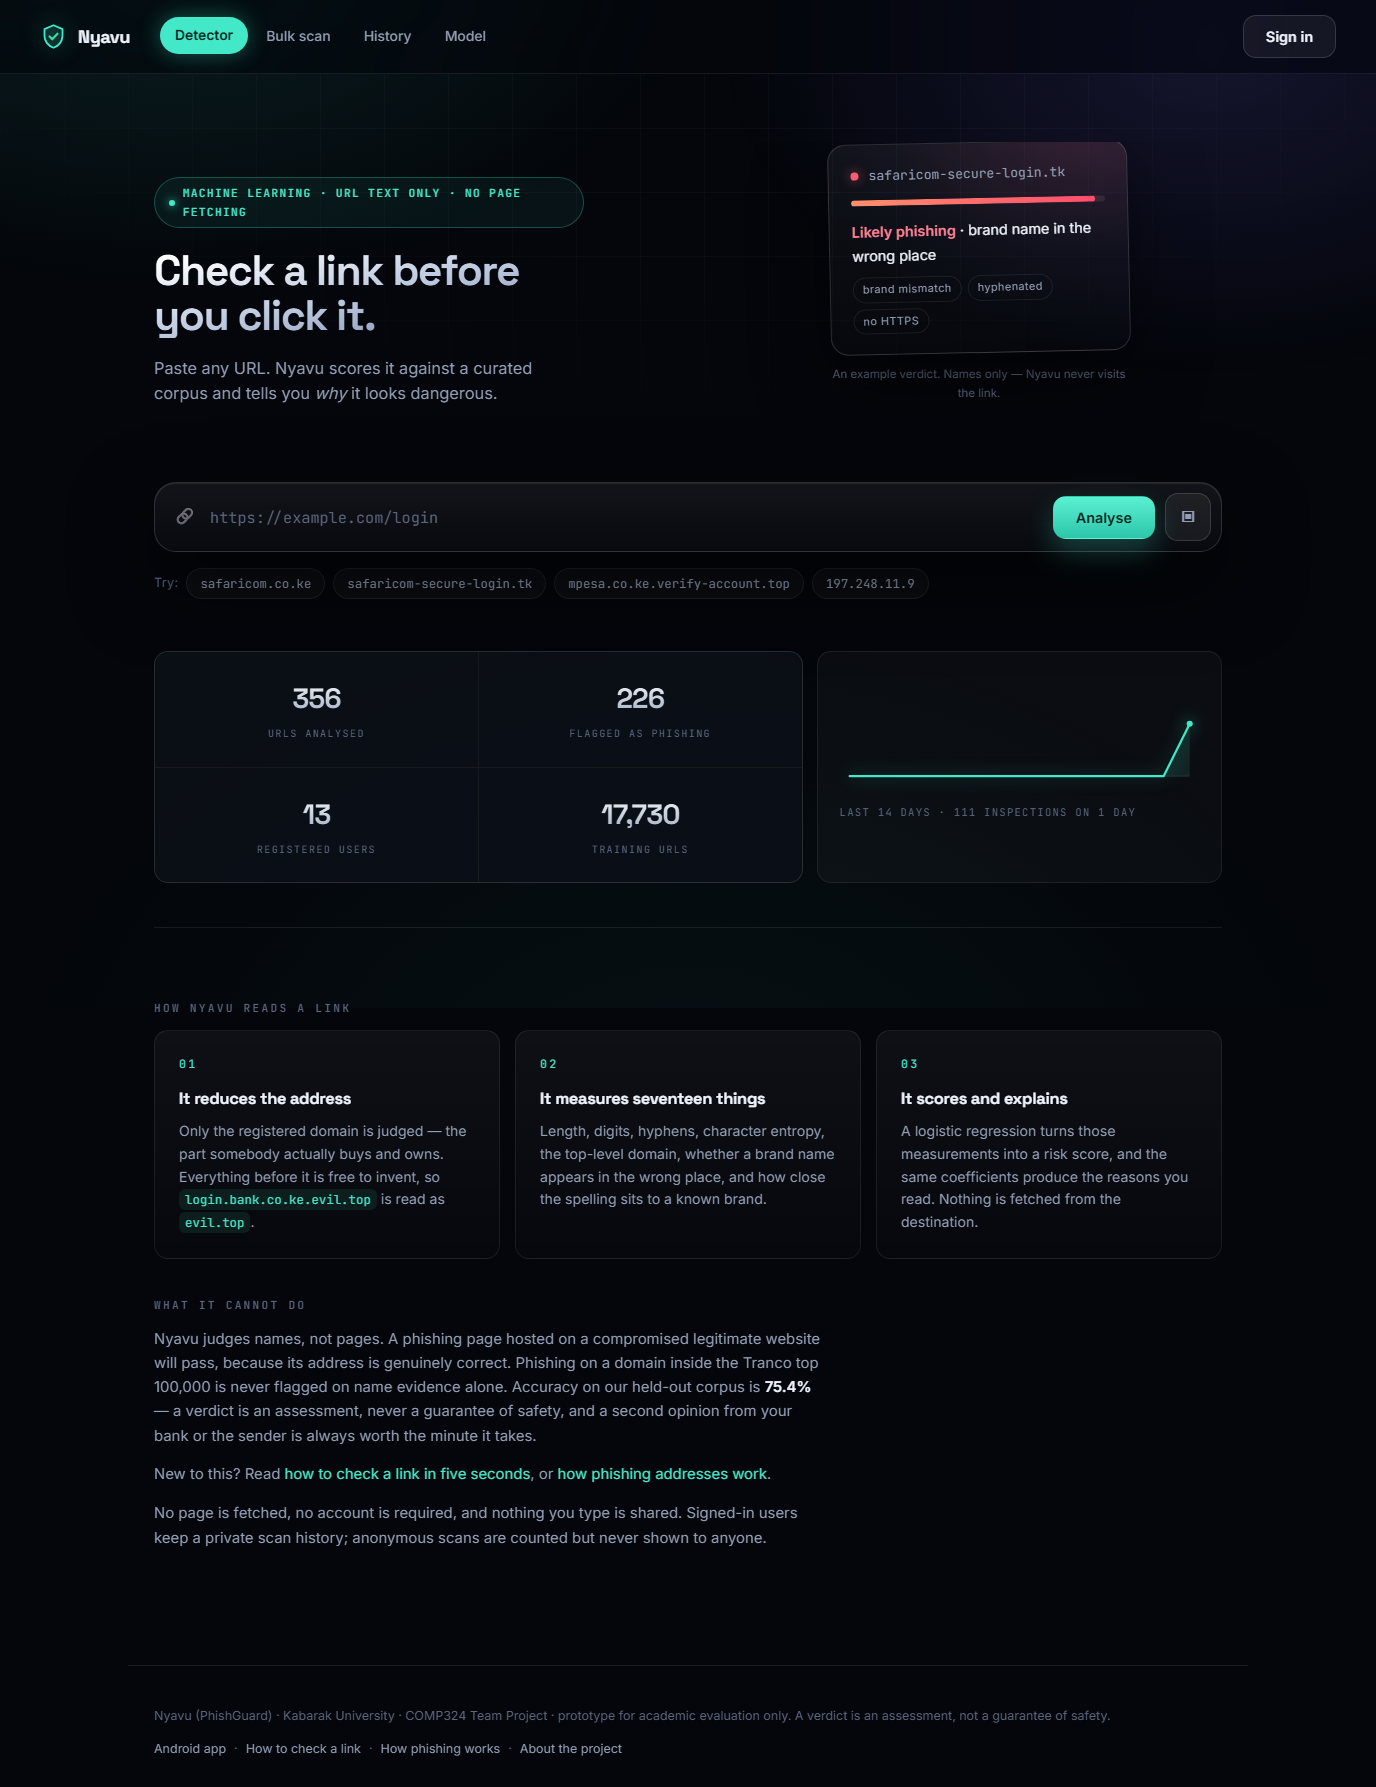 Nyavu
Detector
Bulk scan
History
Model
Sign in
MACHINE LEARNING · URL TEXT ONLY · NO PAGE
FETCHING
Check a link before
you click it.
Paste any URL. Nyavu scores it against a curated
corpus and tells you why it looks dangerous.
safaricom-secure-login.tk
Likely phishing · brand name in the
wrong place
brand mismatch
hyphenated
no HTTPS
An example verdict. Names only — Nyavu never visits
the link.
https://example.com/login
Analyse
Try:
safaricom.co.ke
safaricom-secure-login.tk
mpesa.co.ke.verify-account.top
197.248.11.9
356
URLS ANALYSED
226
FLAGGED AS PHISHING
13
REGISTERED USERS
17,730
TRAINING URLS
LAST 14 DAYS · 111 INSPECTIONS ON 1 DAY
HOW NYAVU READS A LINK
01
It reduces the address
Only the registered domain is judged — the
part somebody actually buys and owns.
Everything before it is free to invent, so
login.bank.co.ke.evil.top is read as
evil.top.
02
It measures seventeen things
Length, digits, hyphens, character entropy,
the top-level domain, whether a brand name
appears in the wrong place, and how close
the spelling sits to a known brand.
03
It scores and explains
A logistic regression turns those
measurements into a risk score, and the
same coefficients produce the reasons you
read. Nothing is fetched from the
destination.
WHAT IT CANNOT DO
Nyavu judges names, not pages. A phishing page hosted on a compromised legitimate website
will pass, because its address is genuinely correct. Phishing on a domain inside the Tranco top
100,000 is never flagged on name evidence alone. Accuracy on our held-out corpus is 75.4%
— a verdict is an assessment, never a guarantee of safety, and a second opinion from your
bank or the sender is always worth the minute it takes.
New to this? Read how to check a link in five seconds, or how phishing addresses work.
No page is fetched, no account is required, and nothing you type is shared. Signed-in users
keep a private scan history; anonymous scans are counted but never shown to anyone.
Nyavu (PhishGuard) · Kabarak University · COMP324 Team Project · prototype for academic evaluation only. A verdict is an assessment, not a guarantee of safety.
Android app · How to check a link · How phishing works · About the project